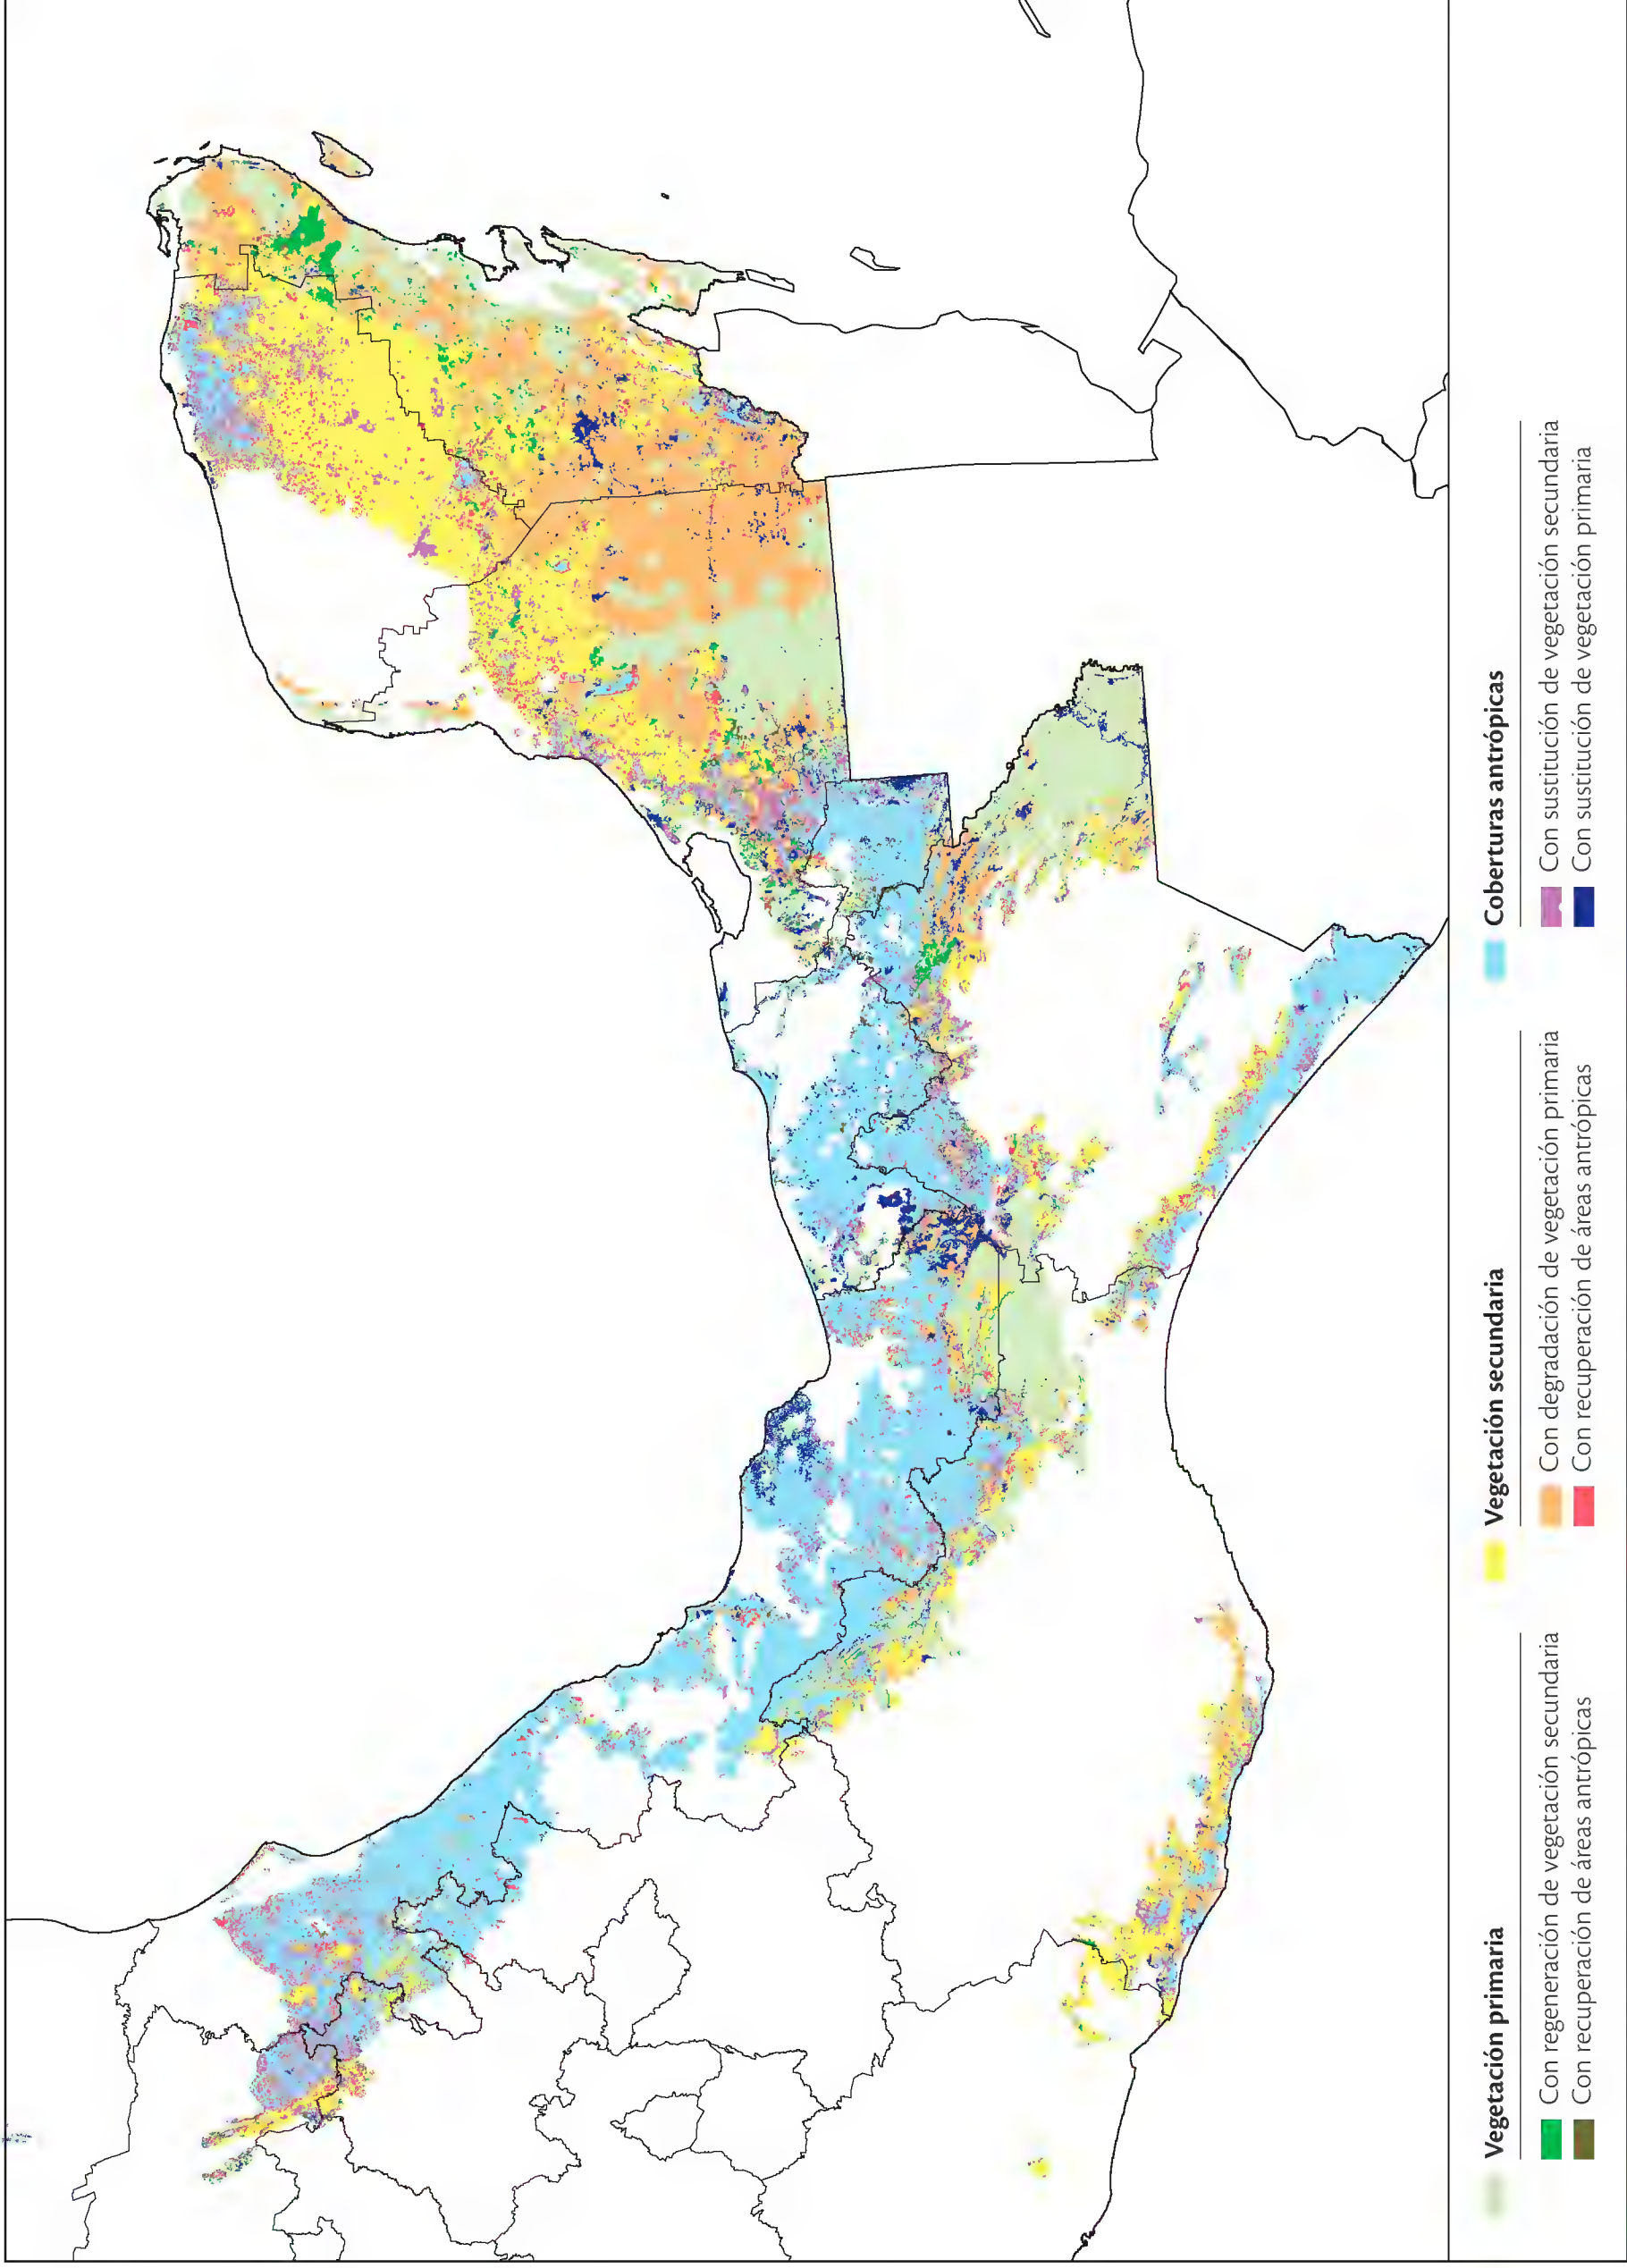 Vegetación primaria
Con regeneración de vegetación secundaria
Con recuperación de áreas antrópicas
Vegetación secundaria
Con degradación de vegetación primaria
Con recuperación de áreas antrópicas
Coberturas antrópicas
Con sustitución de vegetación secundaria
Con sustitución de vegetación primaria